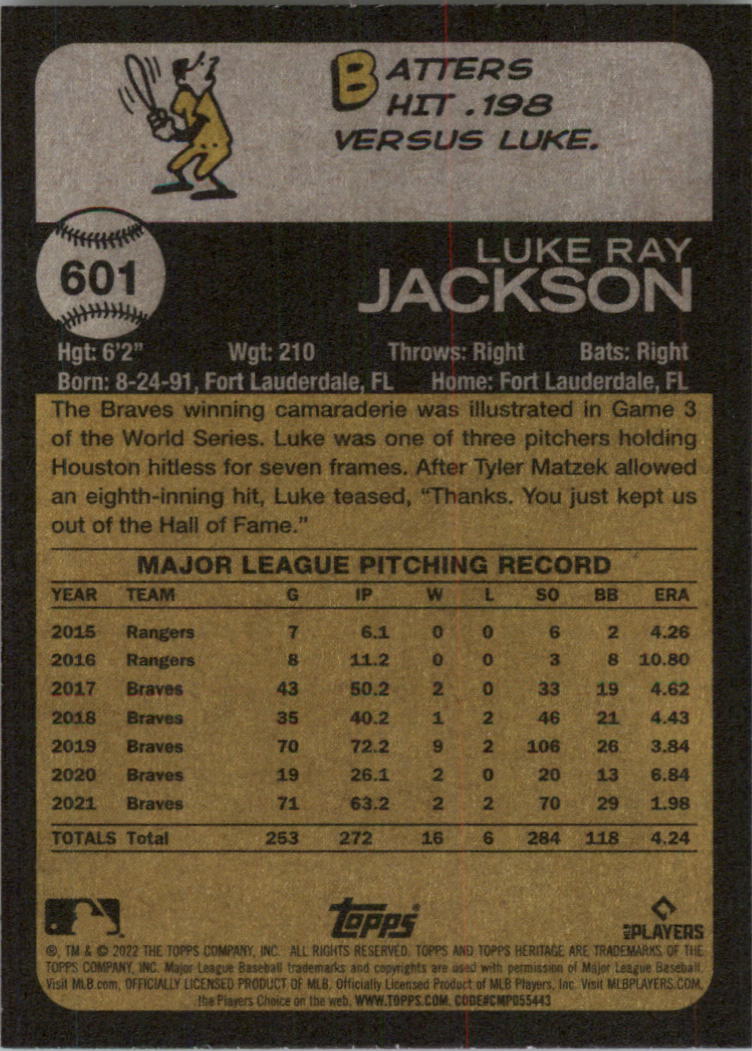 BATTERS
HIT .198
VERSUS LUKE.
601
LUKE RAY
JACKSON
Hgt: 6'2" Wgt: 210 Throws: Right Bats: Right
Born: 8-24-91, Fort Lauderdale, FL Home: Fort Lauderdale, FL
The Braves winning camaraderie was illustrated in Game 3
of the World Series. Luke was one of three pitchers holding
Houston hitless for seven frames. After Tyler Matzek allowed
an eighth-inning hit, Luke teased, “Thanks. You just kept us
out of the Hall of Fame.”
MAJOR LEAGUE PITCHING RECORD
YEAR TEAM G IP W L SO BB ERA
2015 Rangers 7 6.1 0 0 6 2 4.26
2016 Rangers 8 11.2 0 0 3 8 10.80
2017 Braves 43 50.2 2 0 33 19 4.62
2018 Braves 35 40.2 1 2 46 21 4.43
2019 Braves 70 72.2 9 2 106 26 3.84
2020 Braves 19 26.1 2 0 20 13 6.84
2021 Braves 71 63.2 2 2 70 29 1.98
TOTALS Total 253 272 16 6 284 118 4.24
Topps®
MLB PLAYERS
®, TM & © 2022 THE TOPPS COMPANY, INC. ALL RIGHTS RESERVED. TOPPS AND TOPPS HERITAGE ARE TRADEMARKS OF THE
TOPPS COMPANY, INC. Major League Baseball trademarks and copyrights are used with permission of Major League Baseball.
Visit MLB.com. OFFICIALLY LICENSED PRODUCT OF MLB. Officially Licensed Product of MLB Players, Inc. Visit MLBPLAYERS.COM,
the Players Choice on the web. WWW.TOPPS.COM. CODE#CMP055443